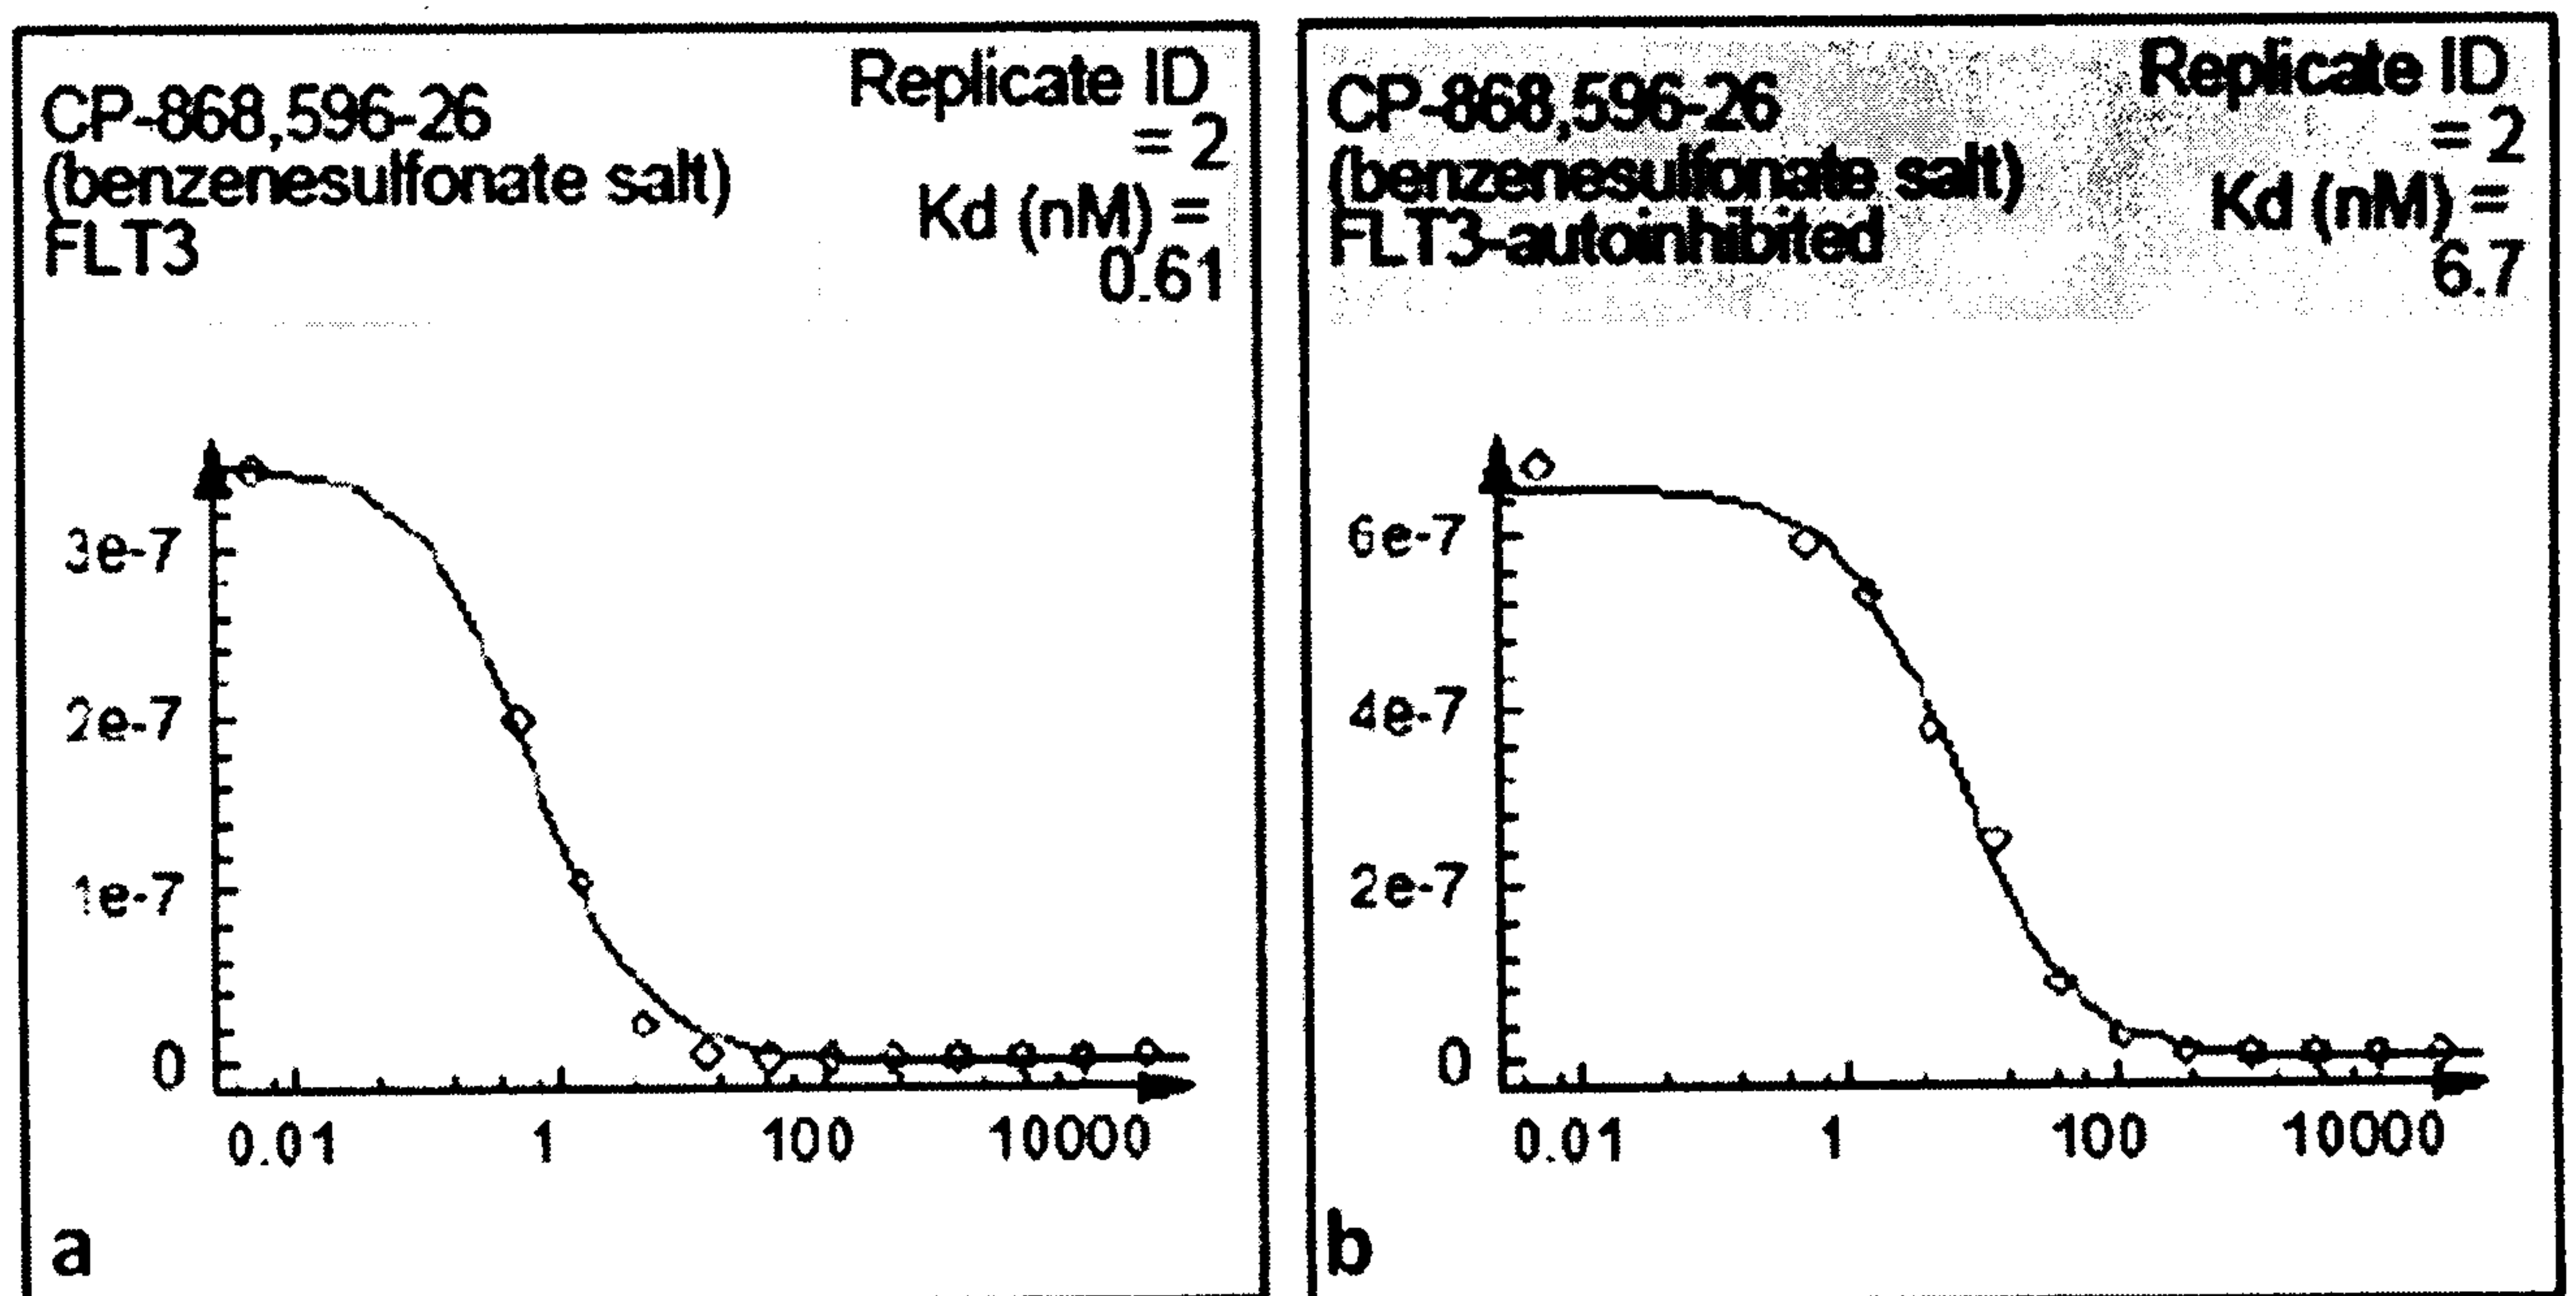 CP-868,596-26
(benzenesulfonate salt)
FLT3
Replicate ID
= 2
Kd (nM) =
0.61
3e-7
2e-7
1e-7
0
0.01 1 100 10000
a
CP-868,596-26
(benzenesulfonate salt)
FLT3-autoinhibited
Replicate ID
= 2
Kd (nM) =
6.7
6e-7
4e-7
2e-7
0
0.01 1 100 10000
b